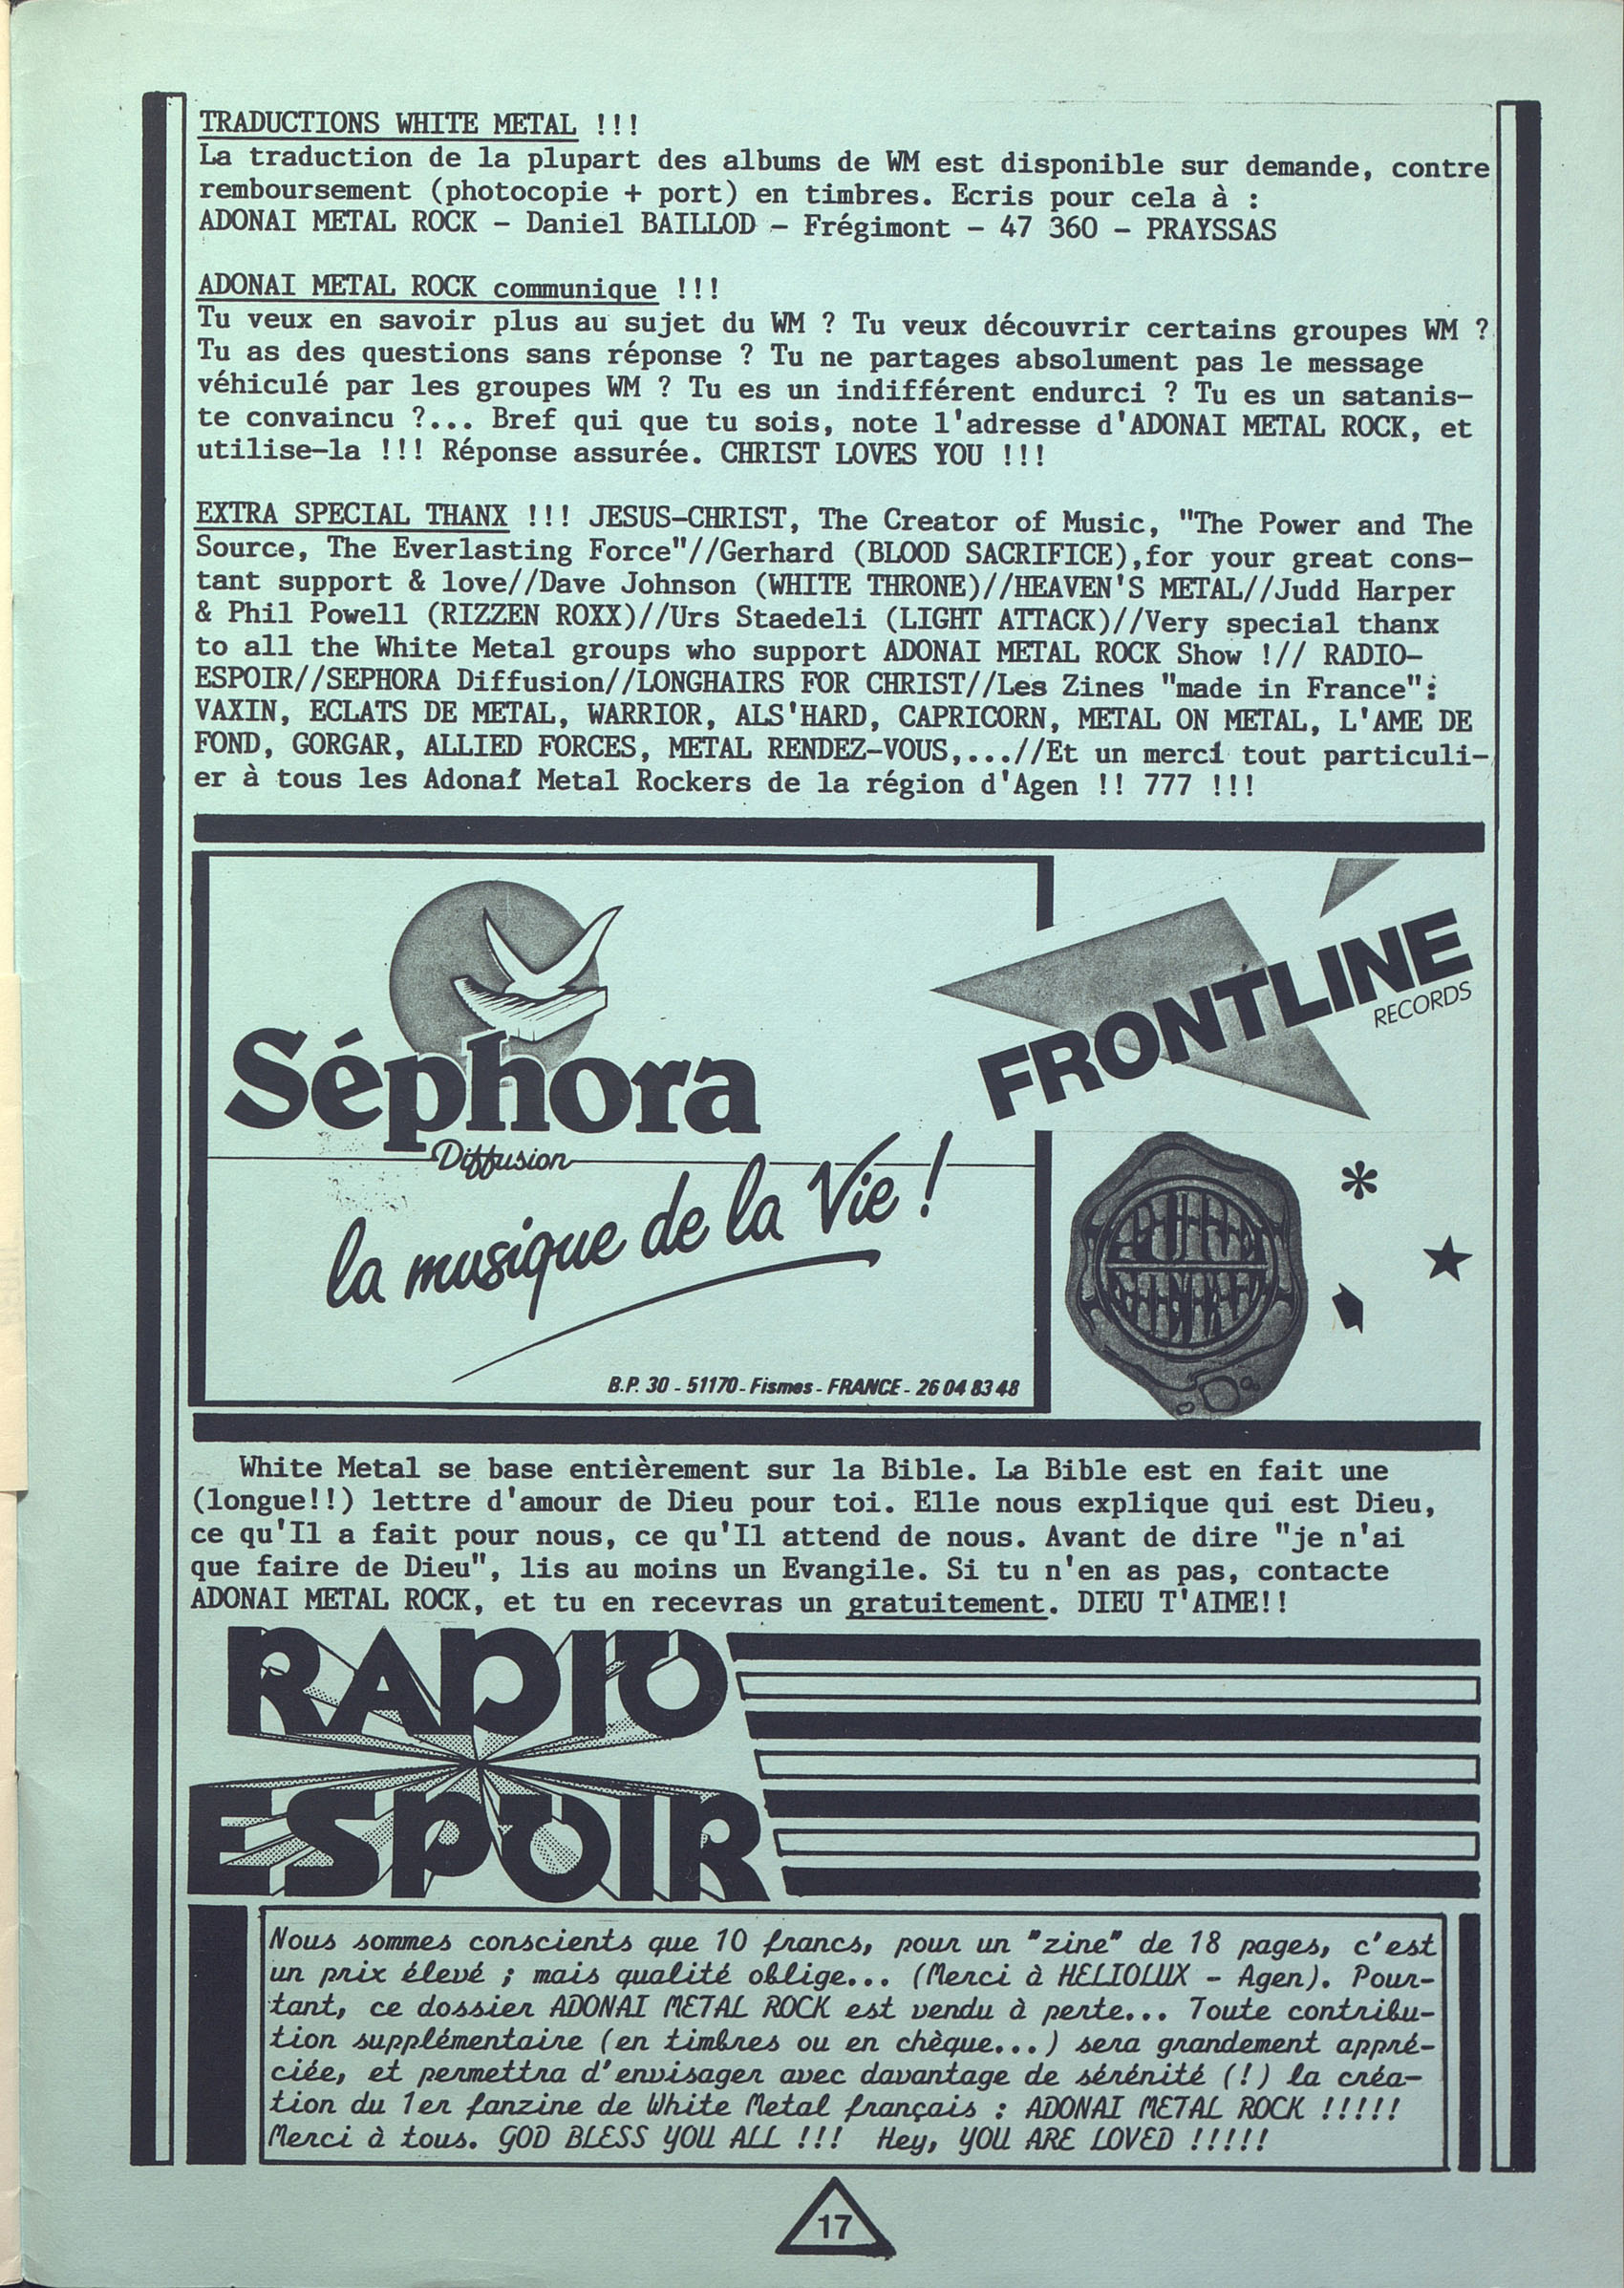 TRADUCTIONS WHITE METAL !!!
La traduction de la plupart des albums de WM est disponible sur demande, contre
remboursement (photocopie + port) en timbres. Ecris pour cela à :
ADONAI METAL ROCK - Daniel BAILLOD - Frégimont - 47 360 - PRAYSSAS
ADONAI METAL ROCK communique !!!
Tu veux en savoir plus au sujet du WM ? Tu veux découvrir certains groupes WM ?
Tu as des questions sans réponse ? Tu ne partages absolument pas le message
véhiculé par les groupes WM ? Tu es un indifférent endurci ? Tu es un satanis-
te convaincu ?... Bref qui que tu sois, note l'adresse d'ADONAI METAL ROCK, et
utilise-la !!! Réponse assurée. CHRIST LOVES YOU !!!
EXTRA SPECIAL THANX !!! JESUS-CHRIST, The Creator of Music, "The Power and The
Source, The Everlasting Force"//Gerhard (BLOOD SACRIFICE),for your great cons-
tant support & love//Dave Johnson (WHITE THRONE)//HEAVEN'S METAL//Judd Harper
& Phil Powell (RIZZEN ROXX)//Urs Staedeli (LIGHT ATTACK)//Very special thanx
to all the White Metal groups who support ADONAI METAL ROCK Show !// RADIO-
ESPOIR//SEPHORA Diffusion//LONGHAIRS FOR CHRIST//Les Zines "made in France":
VAXIN, ECLATS DE METAL, WARRIOR, ALS'HARD, CAPRICORN, METAL ON METAL, L'AME DE
FOND, GORGAR, ALLIED FORCES, METAL RENDEZ-VOUS,...//Et un merci tout particuli-
er à tous les Adonaï Metal Rockers de la région d'Agen !! 777 !!!
Séphora
Diffusion
la musique de la Vie !
B.P. 30 - 51170 - Fismes - FRANCE - 26 04 83 48
FRONTLINE
RECORDS
White Metal se base entièrement sur la Bible. La Bible est en fait une
(longue!!) lettre d'amour de Dieu pour toi. Elle nous explique qui est Dieu,
ce qu'Il a fait pour nous, ce qu'Il attend de nous. Avant de dire "je n'ai
que faire de Dieu", lis au moins un Evangile. Si tu n'en as pas, contacte
ADONAI METAL ROCK, et tu en recevras un gratuitement. DIEU T'AIME!!
RADIO
ESPOIR
Nous sommes conscients que 10 francs, pour un "zine" de 18 pages, c'est
un prix élevé ; mais qualité oblige... (Merci à HELIOLUX - Agen). Pour-
tant, ce dossier ADONAI METAL ROCK est vendu à perte... Toute contribu-
tion supplémentaire (en timbres ou en chèque...) sera grandement appré-
ciée, et permettra d'envisager avec davantage de sérénité (!) la créa-
tion du 1er fanzine de White Metal français : ADONAI METAL ROCK !!!!!
Merci à tous. GOD BLESS YOU ALL !!! Hey, YOU ARE LOVED !!!!!
17